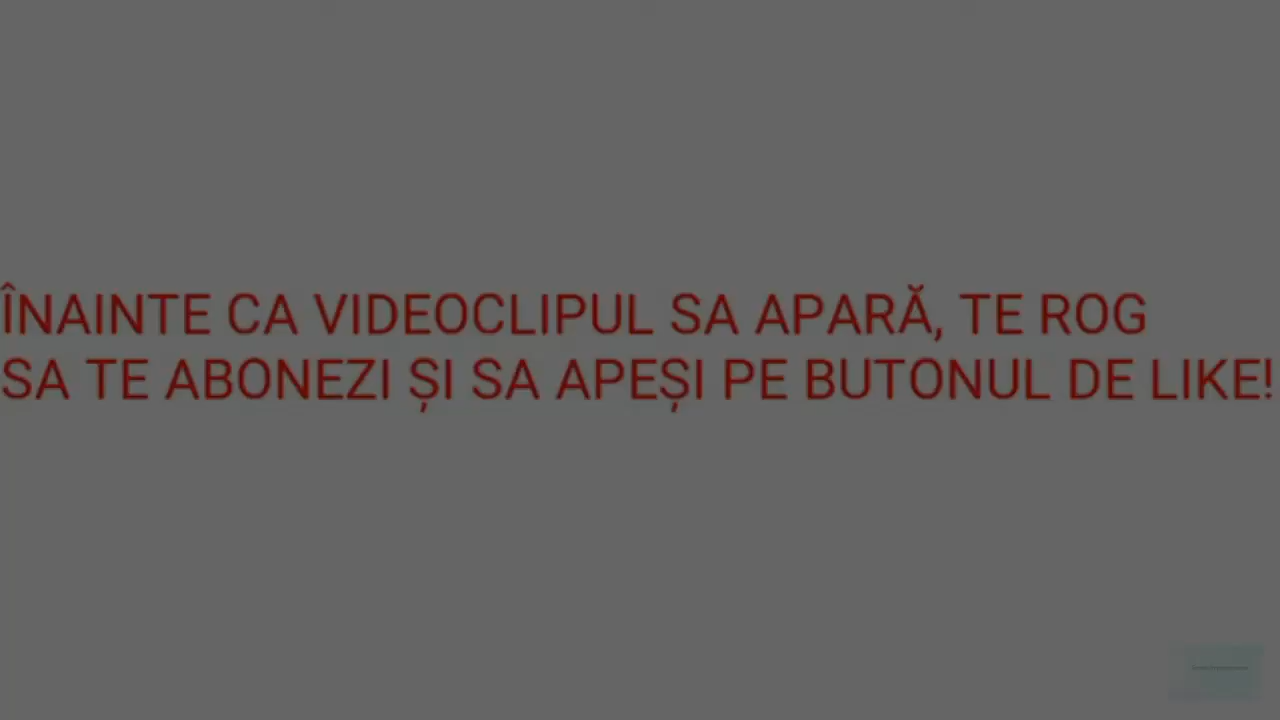 ÎNAINTE CA VIDEOCLIPUL SA APARĂ, TE ROG
SA TE ABONEZI ȘI SA APEȘI PE BUTONUL DE LIKE!